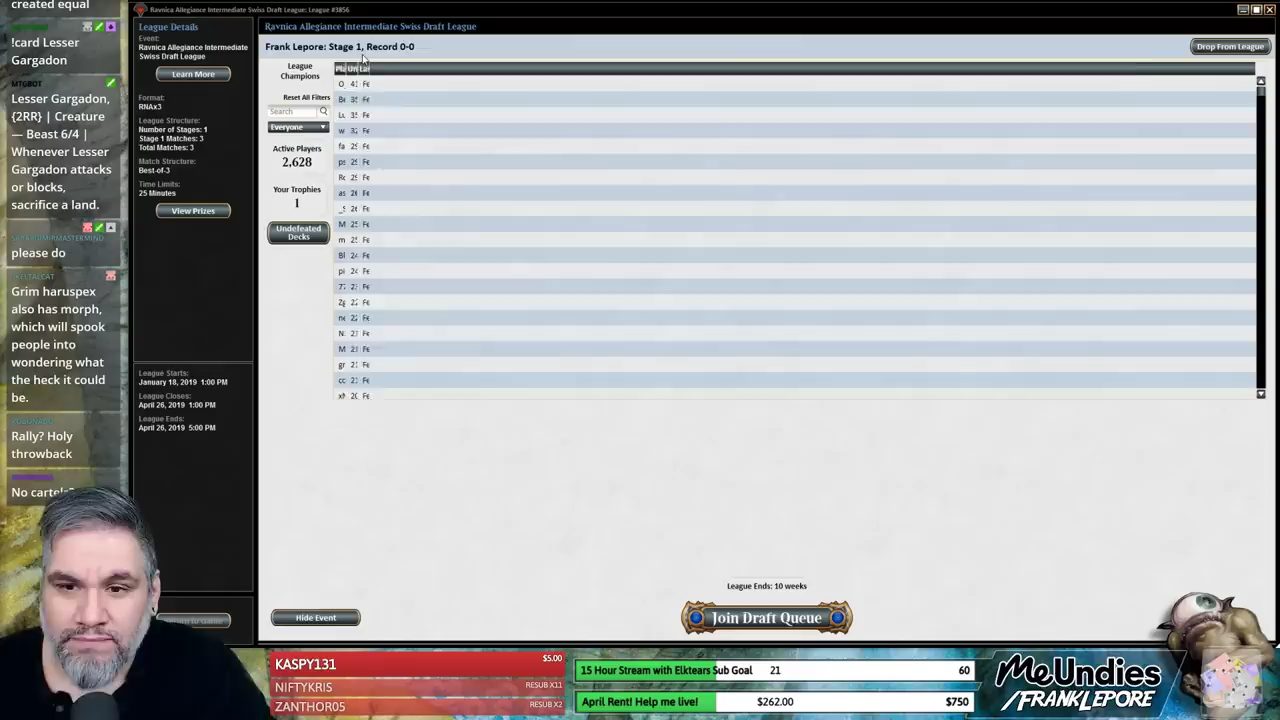 created equal
!card Lesser
Gargadon
MTGBOT
Lesser Gargadon,
{2RR} | Creature
— Beast 6/4 |
Whenever Lesser
Gargadon attacks
or blocks,
sacrifice a land.
please do
Grim haruspex
also has morph,
which will spook
people into
wondering what
the heck it could
be.
Rally? Holy
throwback
No cartels?
Ravnica Allegiance Intermediate Swiss Draft League: League #3856
League Details
Event:
Ravnica Allegiance Intermediate
Swiss Draft League
Learn More
Format:
RNAx3
League Structure:
Number of Stages: 1
Stage 1 Matches: 3
Total Matches: 3
Match Structure:
Best-of-3
Time Limits:
25 Minutes
View Prizes
League Starts:
January 18, 2019 1:00 PM
League Closes:
April 26, 2019 1:00 PM
League Ends:
April 26, 2019 5:00 PM
Return to Game
Ravnica Allegiance Intermediate Swiss Draft League
Frank Lepore: Stage 1, Record 0-0
Drop From League
League
Champions
Reset All Filters
Search
Everyone
Active Players
2,628
Your Trophies
1
Undefeated
Decks
League Ends: 10 weeks
Hide Event
Join Draft Queue
KASPY131 $5.00
NIFTYKRIS RESUB X11
ZANTHOR05 RESUB X2
15 Hour Stream with Elktears Sub Goal 21 60
April Rent! Help me live! $262.00 $750
MeUndies
/FRANKLEPORE